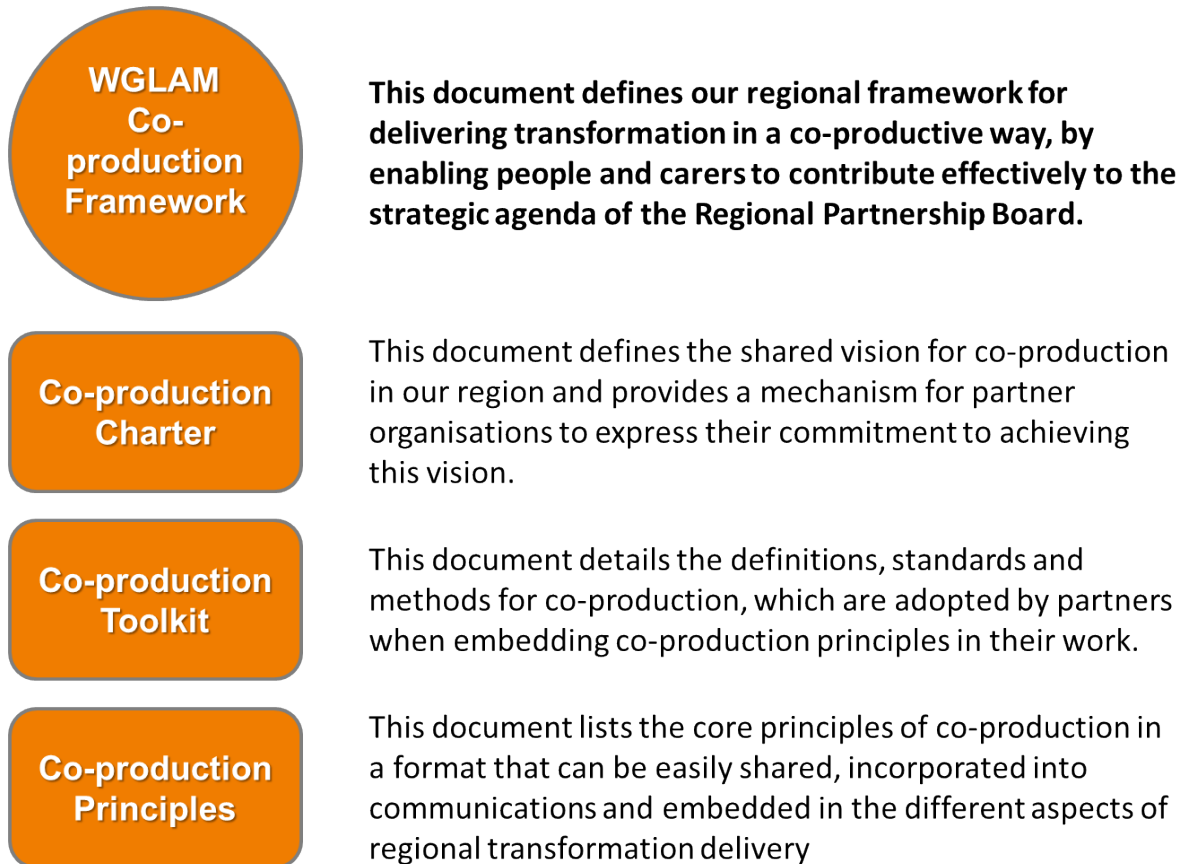 WGLAM
Co-
production
Framework
This document defines our regional framework for
delivering transformation in a co-productive way, by
enabling people and carers to contribute effectively to the
strategic agenda of the Regional Partnership Board.
Co-production
Charter
This document defines the shared vision for co-production
in our region and provides a mechanism for partner
organisations to express their commitment to achieving
this vision.
Co-production
Toolkit
This document details the definitions, standards and
methods for co-production, which are adopted by partners
when embedding co-production principles in their work.
Co-production
Principles
This document lists the core principles of co-production in
a format that can be easily shared, incorporated into
communications and embedded in the different aspects of
regional transformation delivery